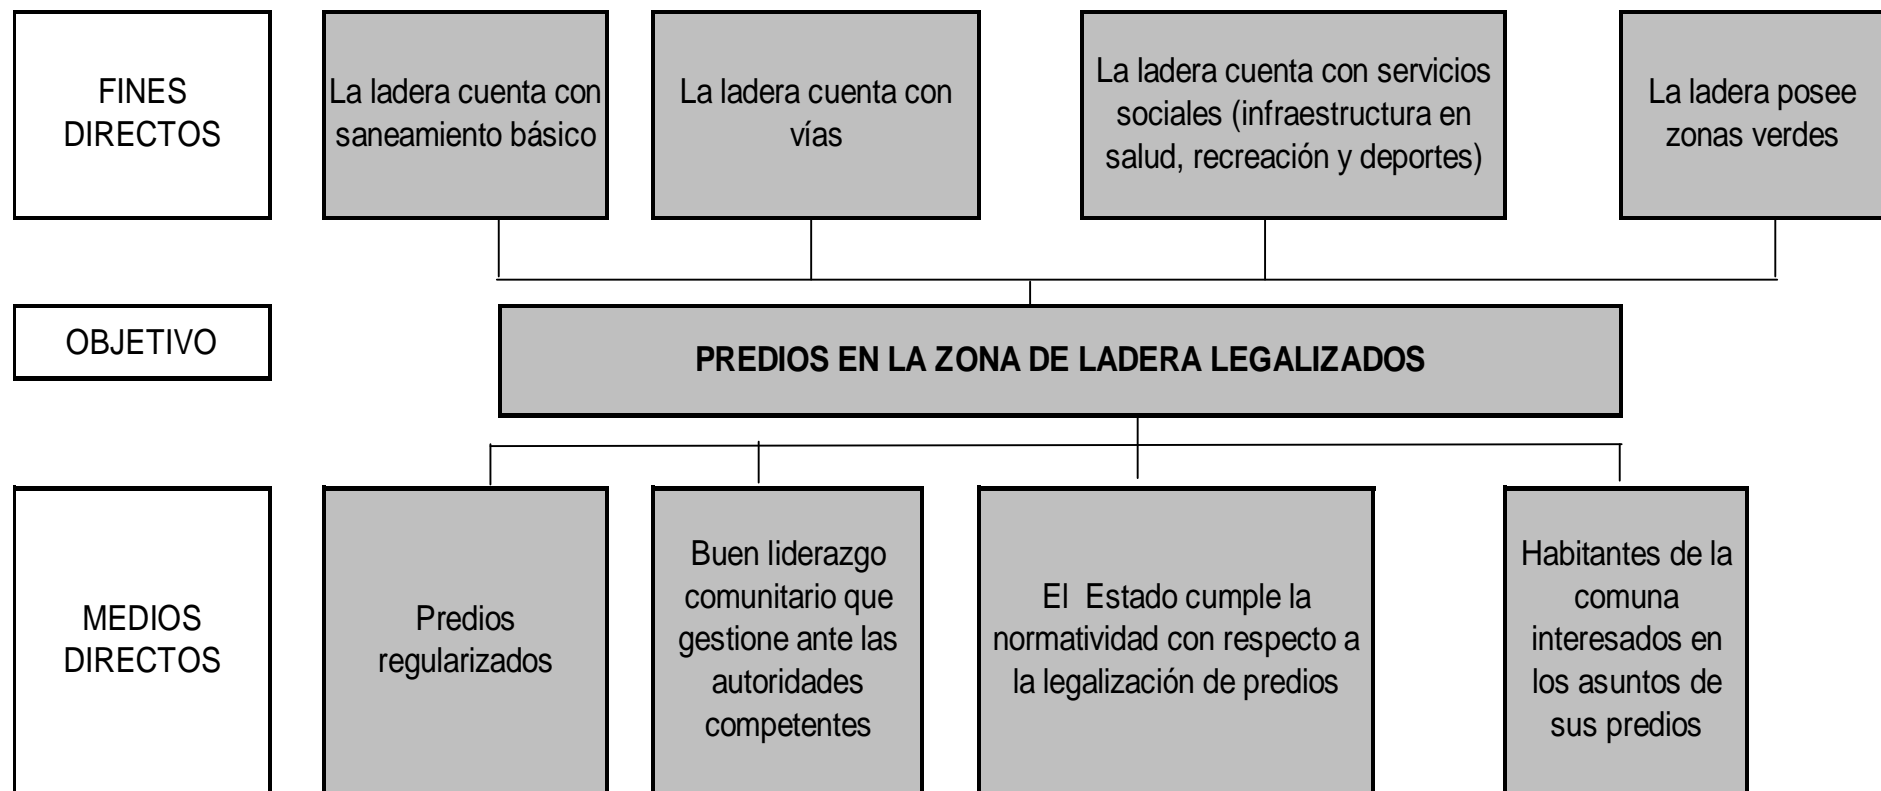 FINES
DIRECTOS
La ladera cuenta con
saneamiento básico
La ladera cuenta con
vías
La ladera cuenta con servicios
sociales (infraestructura en
salud, recreación y deportes)
La ladera posee
zonas verdes
OBJETIVO
PREDIOS EN LA ZONA DE LADERA LEGALIZADOS
MEDIOS
DIRECTOS
Predios
regularizados
Buen liderazgo
comunitario que
gestione ante las
autoridades
competentes
El Estado cumple la
normatividad con respecto a
la legalización de predios
Habitantes de la
comuna
interesados en
los asuntos de
sus predios